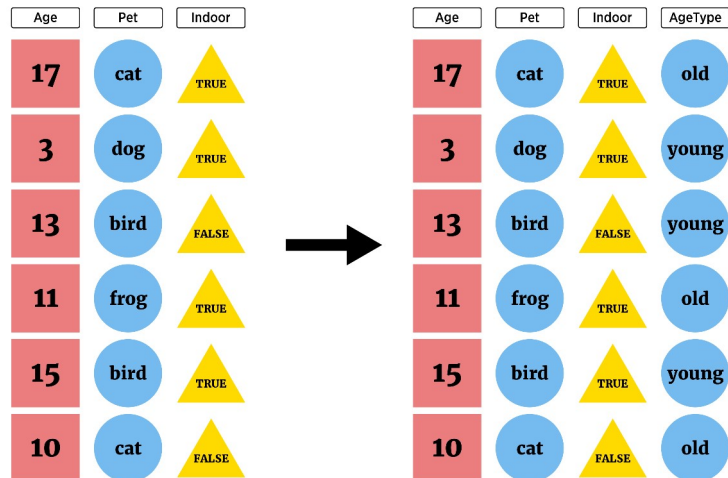 Age Pet Indoor Age Pet Indoor AgeType
17 cat TRUE 17 cat TRUE old
3 dog TRUE 3 dog TRUE young
13 bird FALSE 13 bird FALSE young
11 frog TRUE 11 frog TRUE old
15 bird TRUE 15 bird TRUE young
10 cat FALSE 10 cat FALSE old